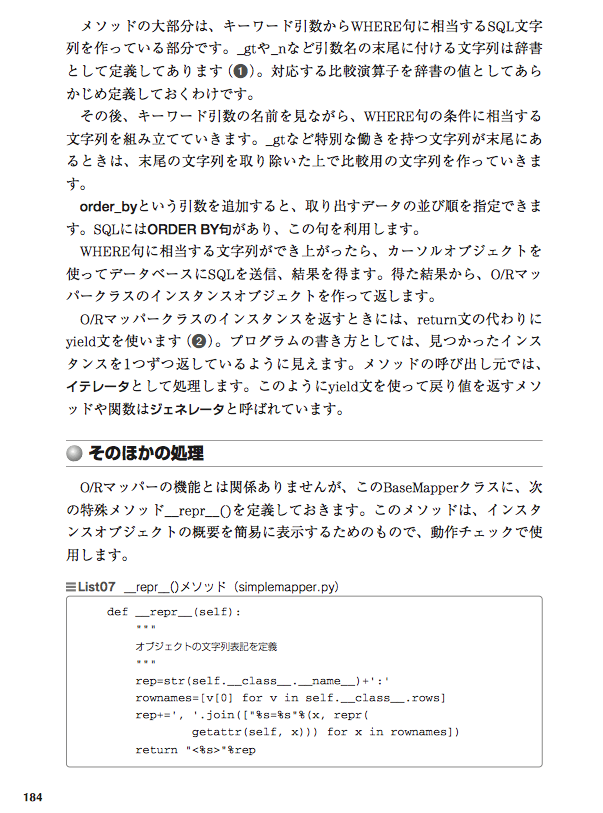 メソッドの大部分は、キーワード引数からWHERE句に相当するSQL文字
列を作っている部分です。_gtや_nなど引数名の末尾に付ける文字列は辞書
として定義してあります（❶）。対応する比較演算子を辞書の値としてあら
かじめ定義しておくわけです。
その後、キーワード引数の名前を見ながら、WHERE句の条件に相当する
文字列を組み立てていきます。_gtなど特別な働きを持つ文字列が末尾にあ
るときは、末尾の文字列を取り除いた上で比較用の文字列を作っていきま
す。
order_byという引数を追加すると、取り出すデータの並び順を指定できま
す。SQLにはORDER BY句があり、この句を利用します。
WHERE句に相当する文字列ができ上がったら、カーソルオブジェクトを
使ってデータベースにSQLを送信、結果を得ます。得た結果から、O/Rマッ
パークラスのインスタンスオブジェクトを作って返します。
O/Rマッパークラスのインスタンスを返すときには、return文の代わりに
yield文を使います（❷）。プログラムの書き方としては、見つかったインス
タンスを1つずつ返しているように見えます。メソッドの呼び出し元では、
イテレータとして処理します。このようにyield文を使って戻り値を返すメソ
ッドや関数はジェネレータと呼ばれています。
そのほかの処理
O/Rマッパーの機能とは関係ありませんが、このBaseMapperクラスに、次
の特殊メソッド__repr__()を定義しておきます。このメソッドは、インスタ
ンスオブジェクトの概要を簡易に表示するためのもので、動作チェックで使
用します。
List07 __repr__()メソッド（simplemapper.py）
def __repr__(self):
"""
オブジェクトの文字列表記を定義
"""
rep=str(self.__class__.__name__)+':'
rownames=[v[0] for v in self.__class__.rows]
rep+=', '.join(["%s=%s"%(x, repr(
getattr(self, x))) for x in rownames])
return "<%s>"%rep
184